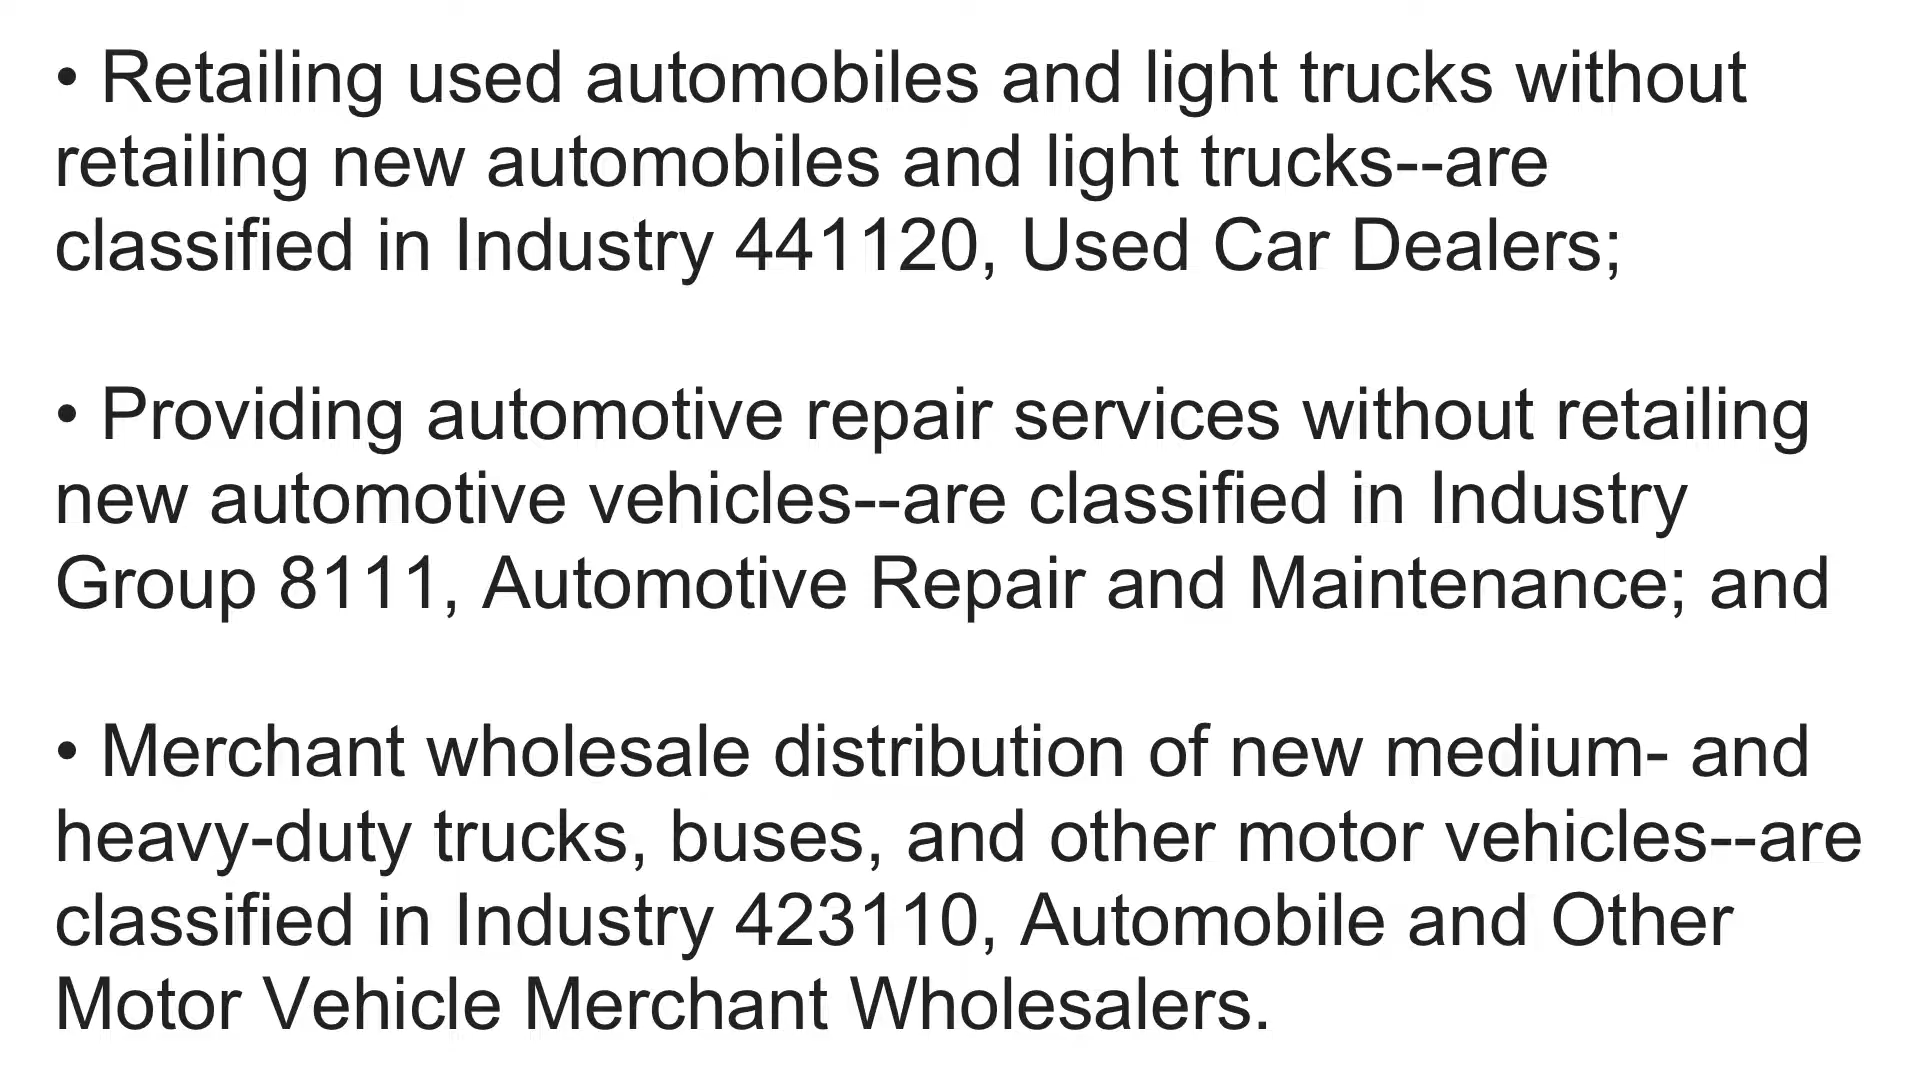 • Retailing used automobiles and light trucks without
retailing new automobiles and light trucks--are
classified in Industry 441120, Used Car Dealers;
• Providing automotive repair services without retailing
new automotive vehicles--are classified in Industry
Group 8111, Automotive Repair and Maintenance; and
• Merchant wholesale distribution of new medium- and
heavy-duty trucks, buses, and other motor vehicles--are
classified in Industry 423110, Automobile and Other
Motor Vehicle Merchant Wholesalers.